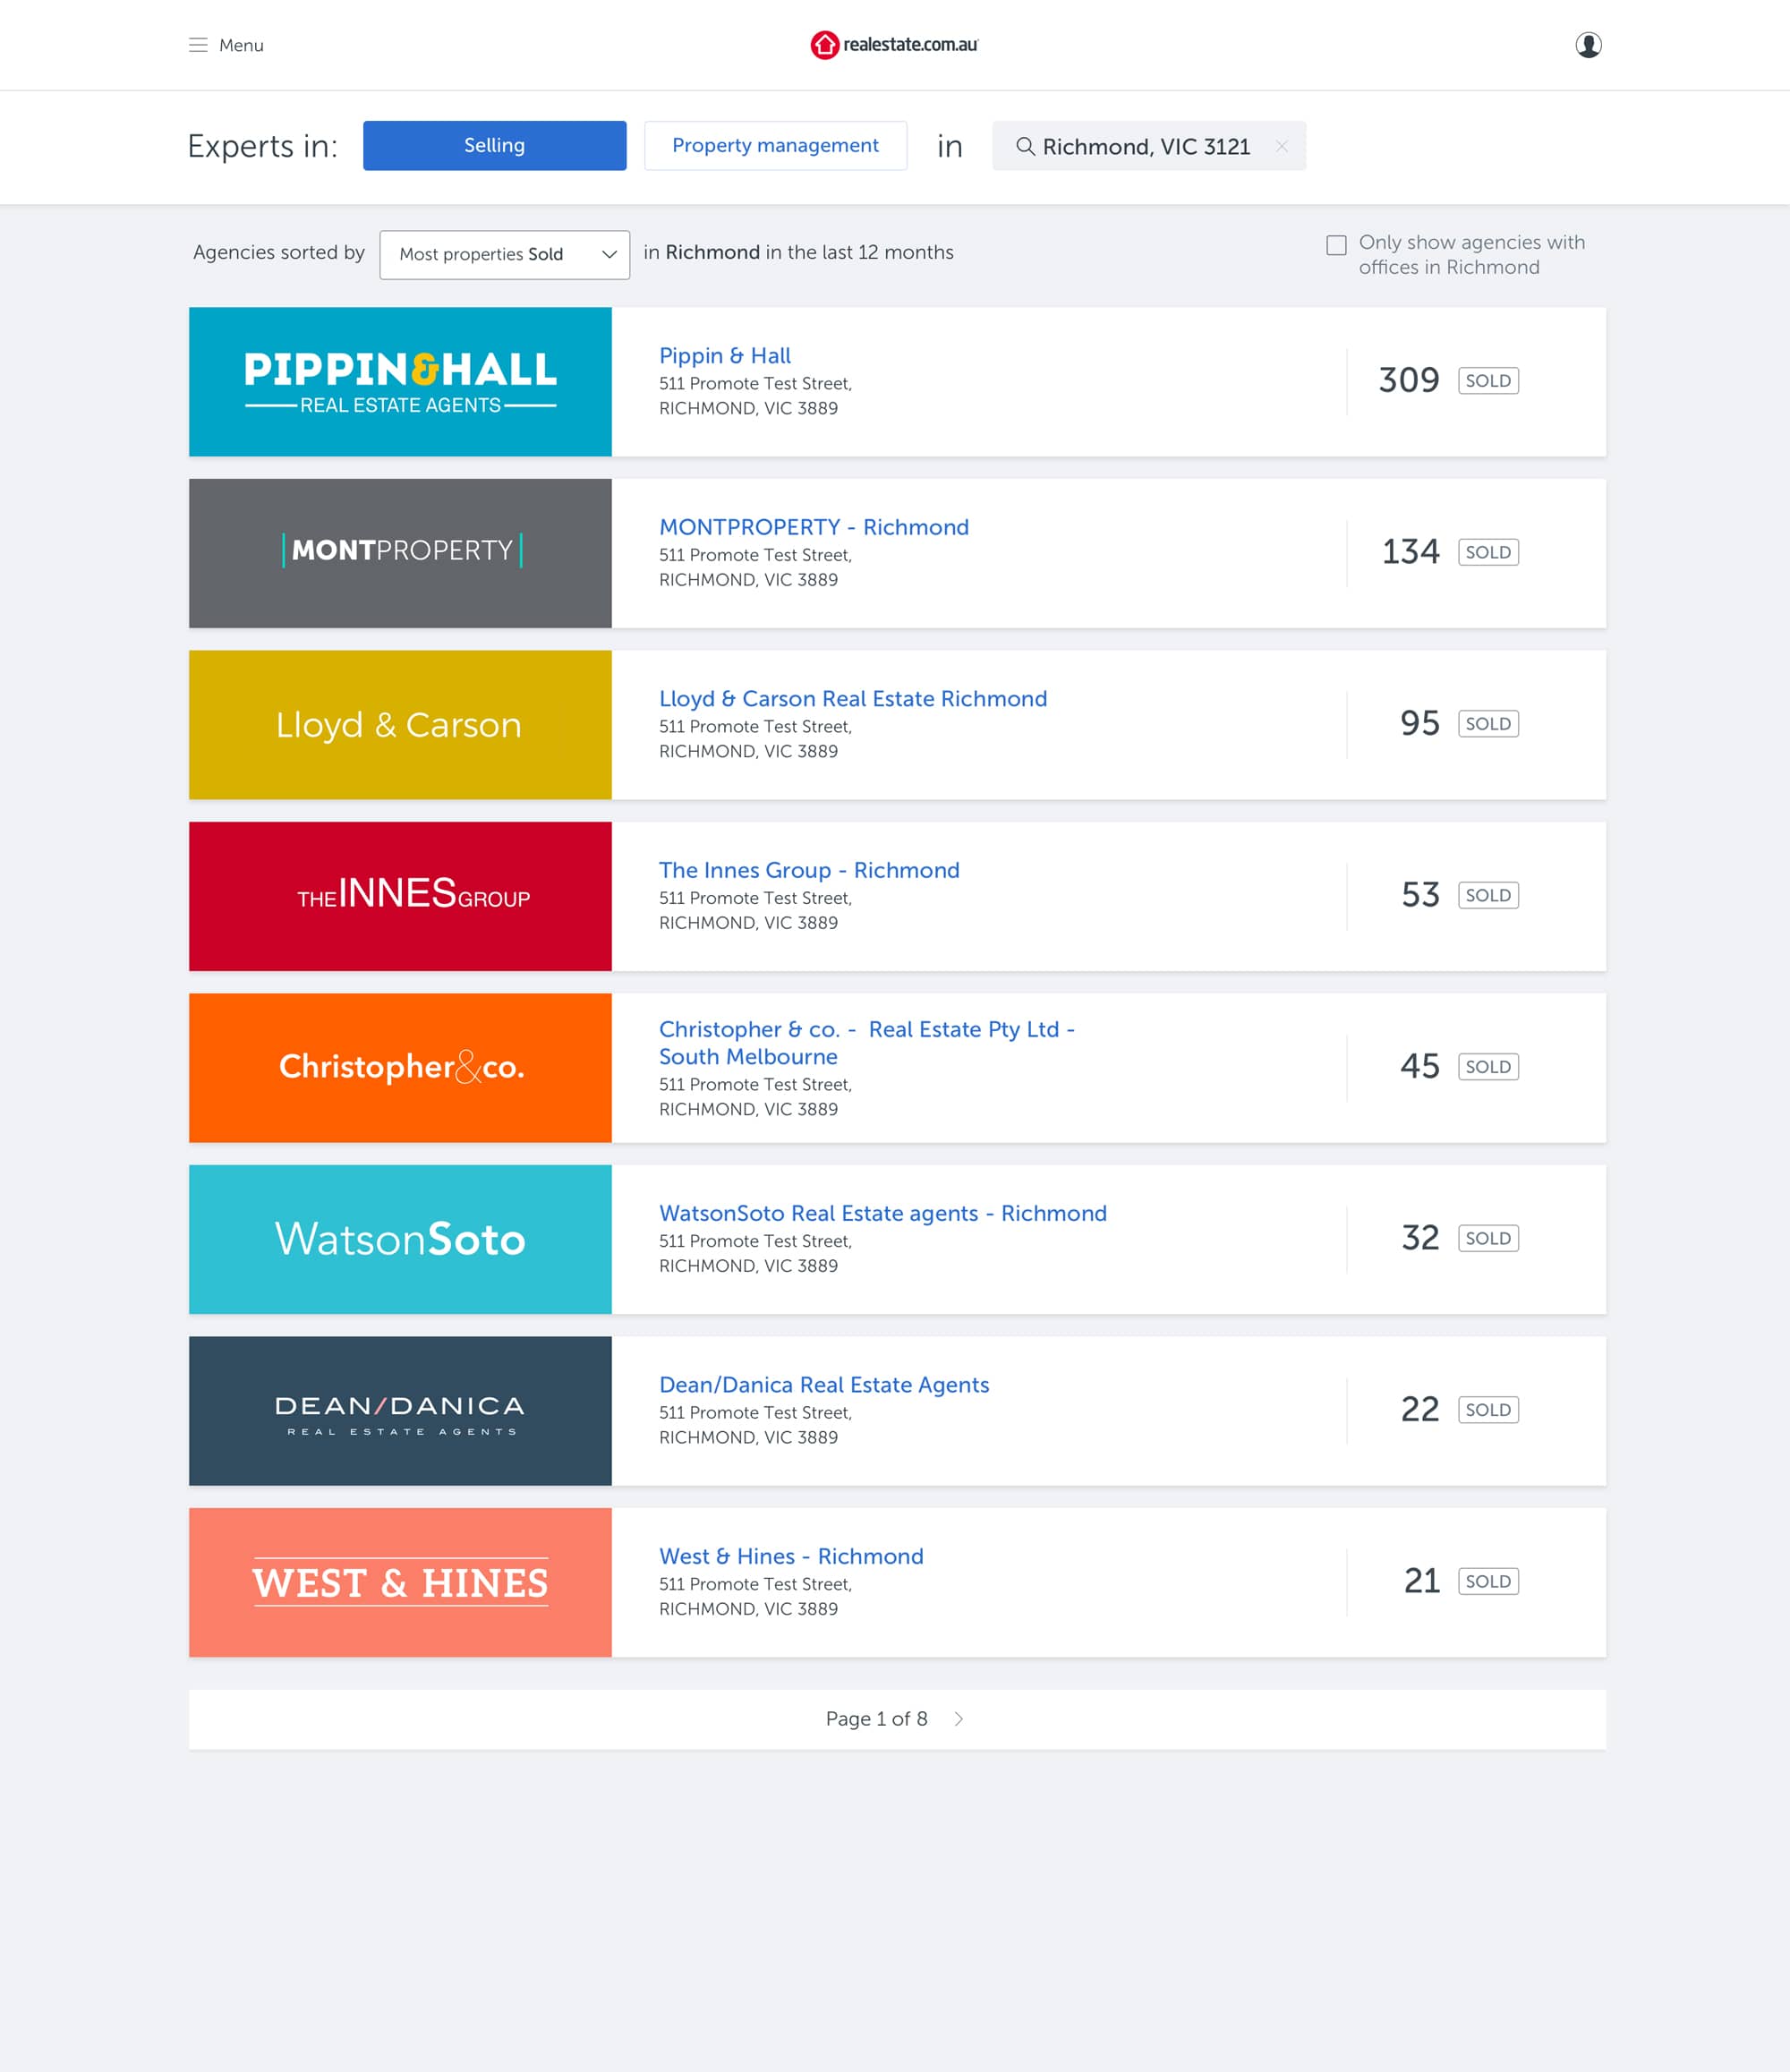 Menu
realestate.com.au
Experts in: Selling Property management in Richmond, VIC 3121
Agencies sorted by Most properties Sold in Richmond in the last 12 months
Only show agencies with
offices in Richmond
PIPPIN&HALL
REAL ESTATE AGENTS
Pippin & Hall
511 Promote Test Street,
RICHMOND, VIC 3889
309 SOLD
MONTPROPERTY
MONTPROPERTY - Richmond
511 Promote Test Street,
RICHMOND, VIC 3889
134 SOLD
Lloyd & Carson
Lloyd & Carson Real Estate Richmond
511 Promote Test Street,
RICHMOND, VIC 3889
95 SOLD
THE INNES GROUP
The Innes Group - Richmond
511 Promote Test Street,
RICHMOND, VIC 3889
53 SOLD
Christopher&co.
Christopher & co. - Real Estate Pty Ltd -
South Melbourne
511 Promote Test Street,
RICHMOND, VIC 3889
45 SOLD
WatsonSoto
WatsonSoto Real Estate agents - Richmond
511 Promote Test Street,
RICHMOND, VIC 3889
32 SOLD
DEAN/DANICA
REAL ESTATE AGENTS
Dean/Danica Real Estate Agents
511 Promote Test Street,
RICHMOND, VIC 3889
22 SOLD
WEST & HINES
West & Hines - Richmond
511 Promote Test Street,
RICHMOND, VIC 3889
21 SOLD
Page 1 of 8